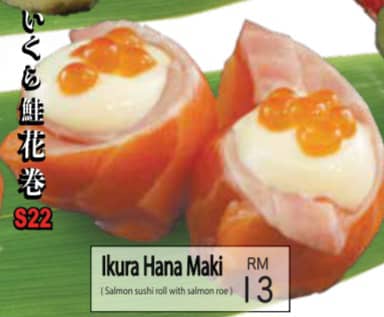 いくら鮭花巻
S22
Ikura Hana Maki
( Salmon sushi roll with salmon roe )
RM
13